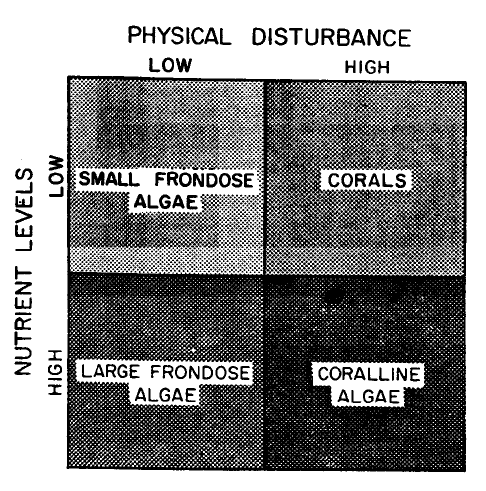 PHYSICAL DISTURBANCE
LOW HIGH
NUTRIENT LEVELS
LOW
SMALL FRONDOSE
ALGAE
CORALS
HIGH
LARGE FRONDOSE
ALGAE
CORALLINE
ALGAE